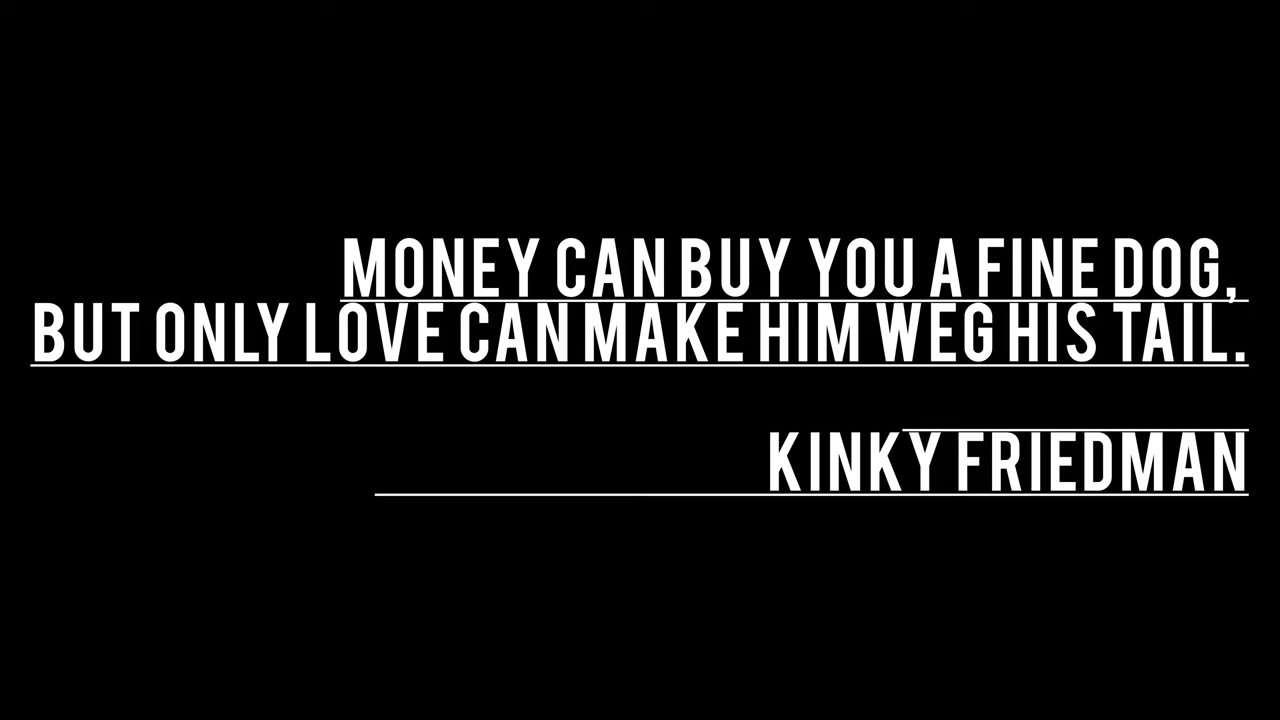 MONEY CAN BUY YOU A FINE DOG,
BUT ONLY LOVE CAN MAKE HIM WEG HIS TAIL.
KINKY FRIEDMAN